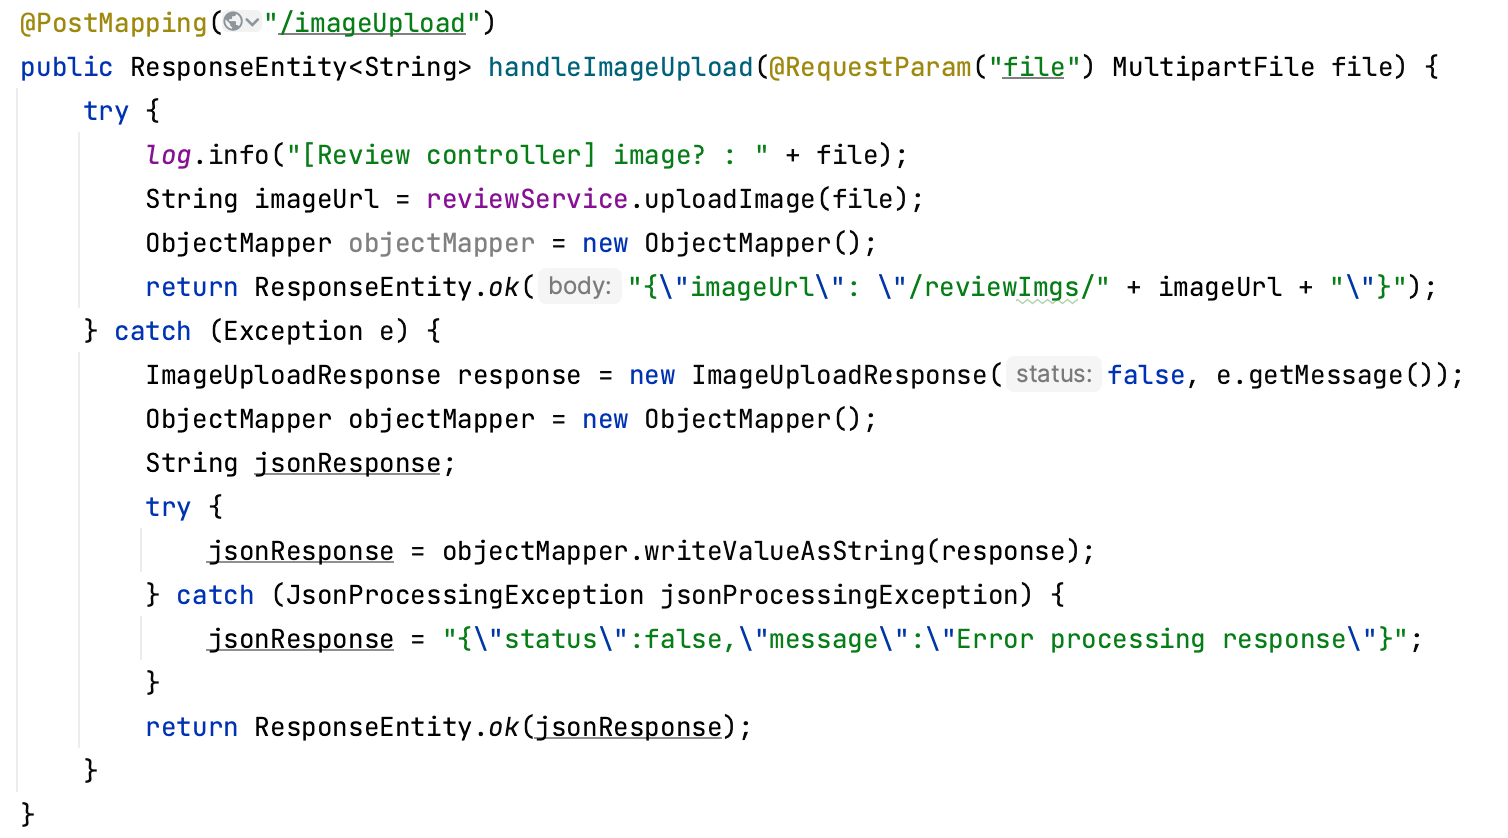 @PostMapping("/imageUpload")
public ResponseEntity<String> handleImageUpload(@RequestParam("file") MultipartFile file) {
try {
log.info("[Review controller] image? : " + file);
String imageUrl = reviewService.uploadImage(file);
ObjectMapper objectMapper = new ObjectMapper();
return ResponseEntity.ok( body: "{\"imageUrl\": \"/reviewImgs/" + imageUrl + "\"}");
} catch (Exception e) {
ImageUploadResponse response = new ImageUploadResponse( status: false, e.getMessage());
ObjectMapper objectMapper = new ObjectMapper();
String jsonResponse;
try {
jsonResponse = objectMapper.writeValueAsString(response);
} catch (JsonProcessingException jsonProcessingException) {
jsonResponse = "{\"status\":false,\"message\":\"Error processing response\"}";
}
return ResponseEntity.ok(jsonResponse);
}
}